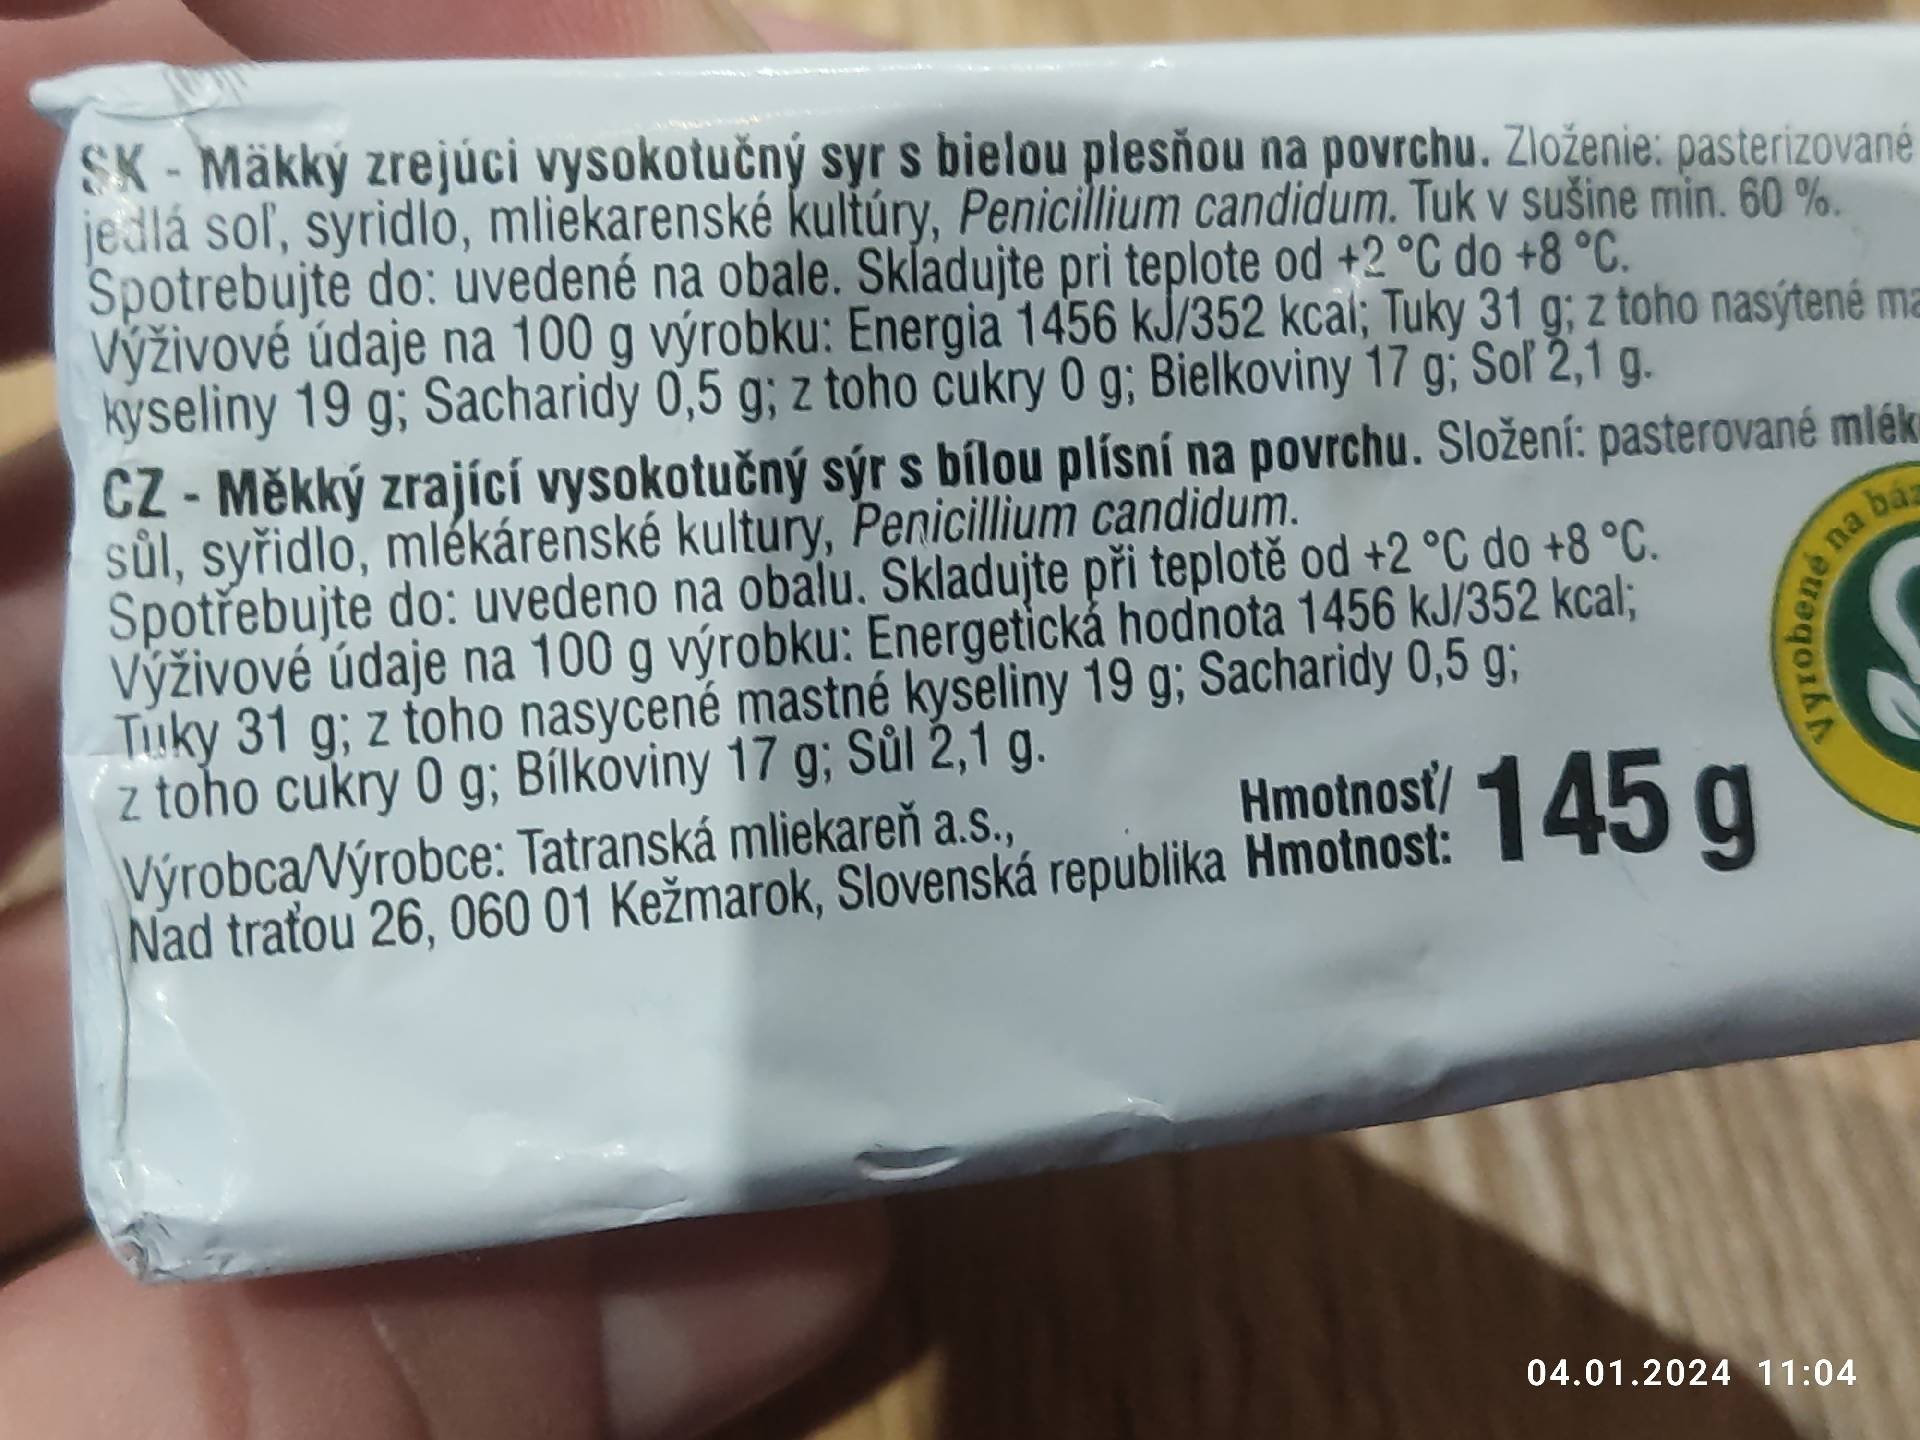 SK - Mäkký zrejúci vysokotučný syr s bielou plesňou na povrchu. Zloženie: pasterizované
jedlá soľ, syridlo, mliekarenské kultúry, Penicillium candidum. Tuk v sušine min. 60 %.
Spotrebujte do: uvedené na obale. Skladujte pri teplote od +2 °C do +8 °C.
Výživové údaje na 100 g výrobku: Energia 1456 kJ/352 kcal; Tuky 31 g; z toho nasýtené ma
kyseliny 19 g; Sacharidy 0,5 g; z toho cukry 0 g; Bielkoviny 17 g; Soľ 2,1 g.
CZ - Měkký zrající vysokotučný sýr s bílou plísní na povrchu. Složení: pasterované mlék
sůl, syřidlo, mlékárenské kultury, Penicillium candidum.
Spotřebujte do: uvedeno na obalu. Skladujte při teplotě od +2 °C do +8 °C.
Výživové údaje na 100 g výrobku: Energetická hodnota 1456 kJ/352 kcal;
Tuky 31 g; z toho nasycené mastné kyseliny 19 g; Sacharidy 0,5 g;
z toho cukry 0 g; Bílkoviny 17 g; Sůl 2,1 g.
Výrobca/Výrobce: Tatranská mliekareň a.s.,
Nad traťou 26, 060 01 Kežmarok, Slovenská republika
Hmotnosť/
Hmotnost:
145 g
Vyrobené na báz
04.01.2024 11:04